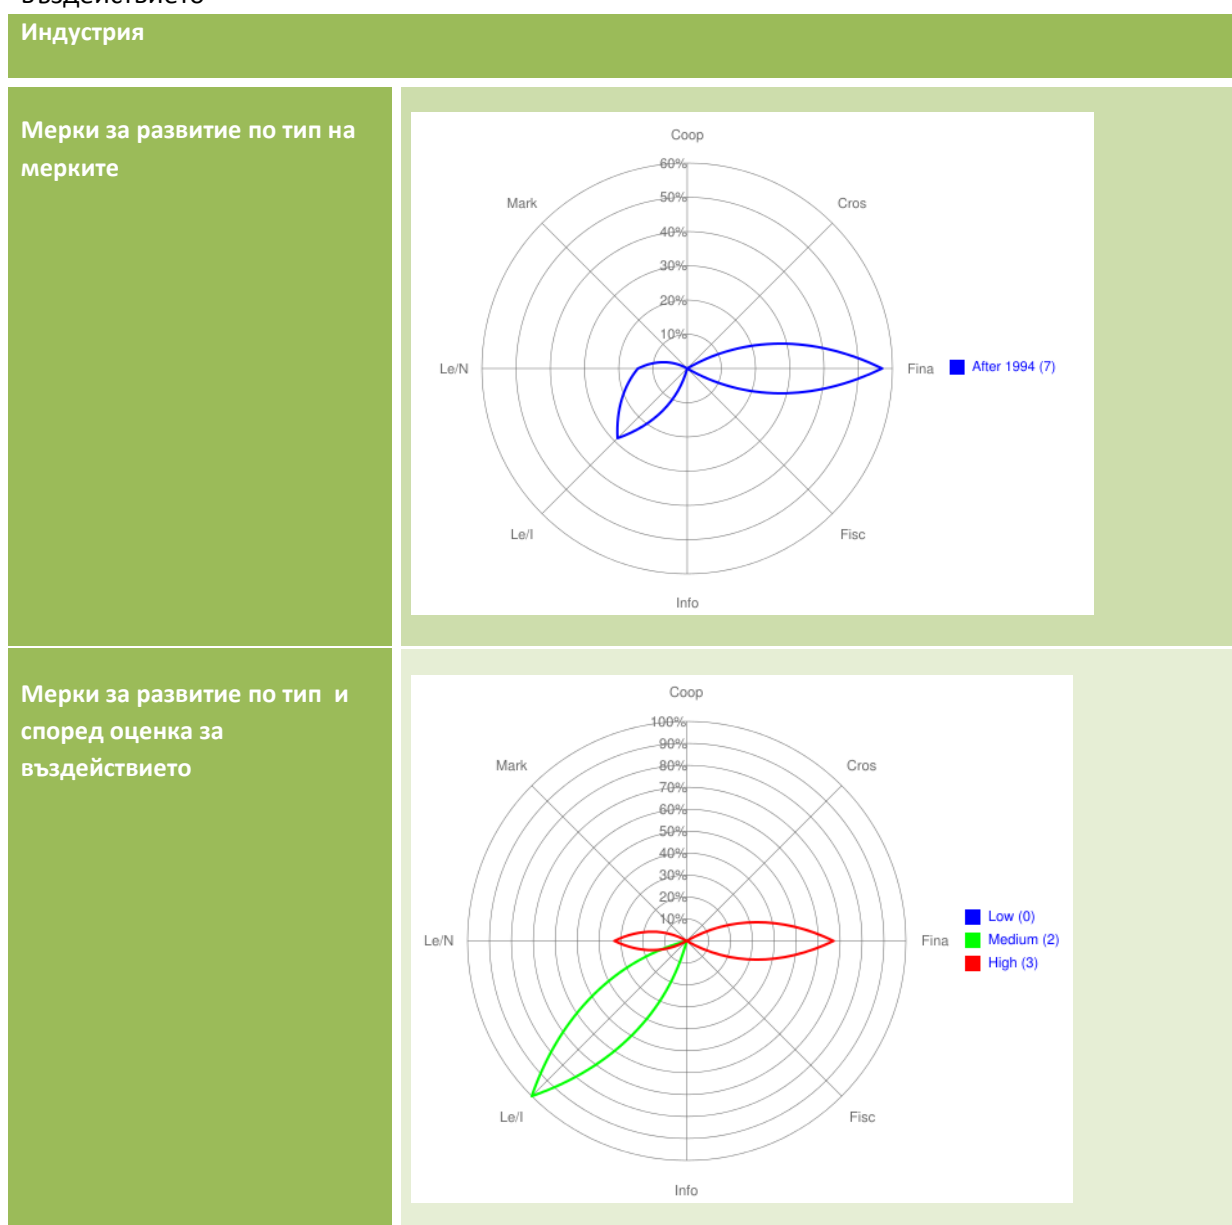 въздействието
Индустрия
Мерки за развитие по тип на
мерките
Coop
60%
50%
40%
30%
20%
10%
Mark
Cros
Le/N
Fina
After 1994 (7)
Le/I
Fisc
Info
Мерки за развитие по тип и
според оценка за
въздействието
Coop
100%
90%
80%
70%
60%
50%
40%
30%
20%
10%
Mark
Cros
Le/N
Fina
Low (0)
Medium (2)
High (3)
Le/I
Fisc
Info